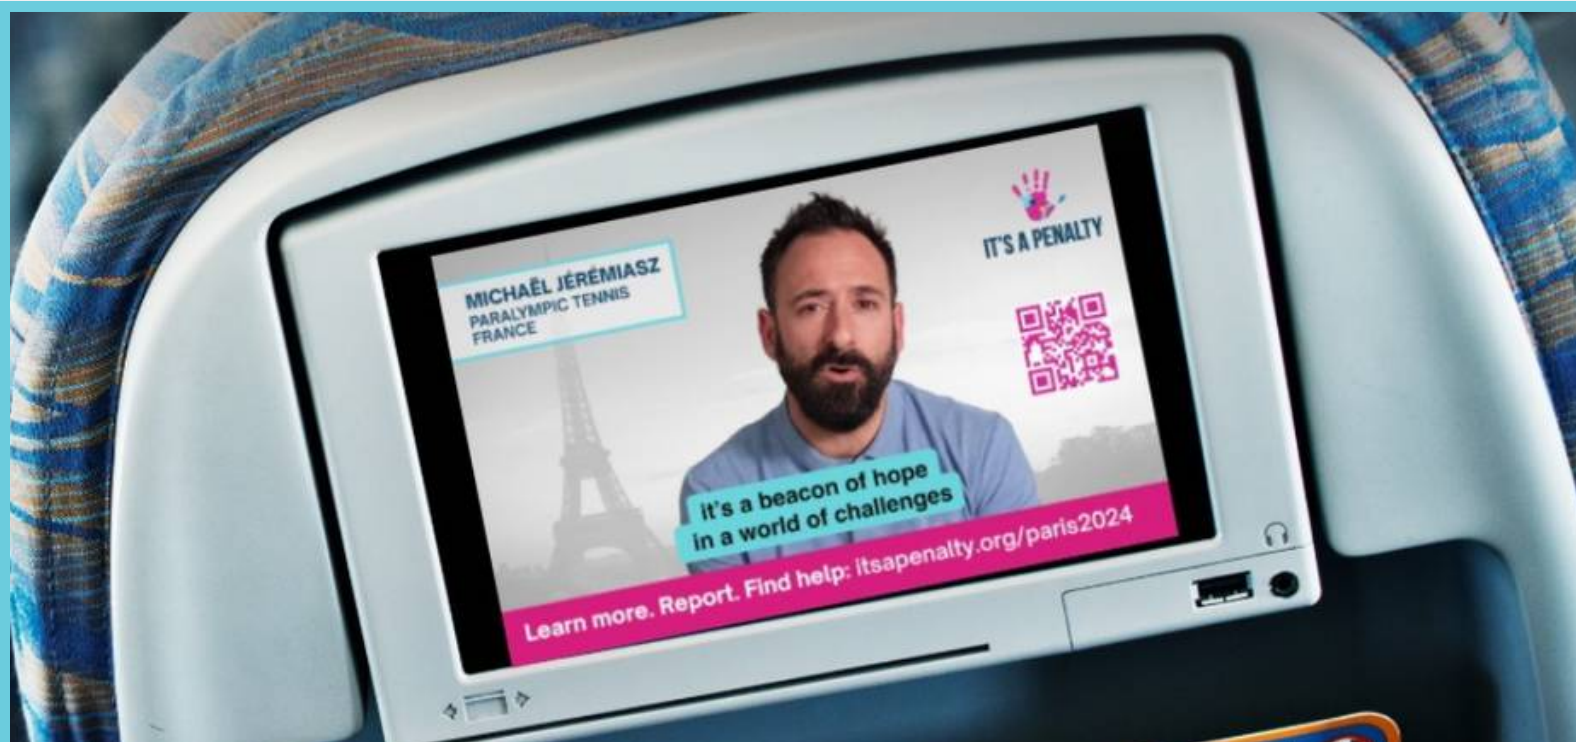 MICHAËL JÉRÉMIASZ
PARALYMPIC TENNIS
FRANCE
IT'S A PENALTY
it's a beacon of hope
in a world of challenges
Learn more. Report. Find help: itsapenalty.org/paris2024